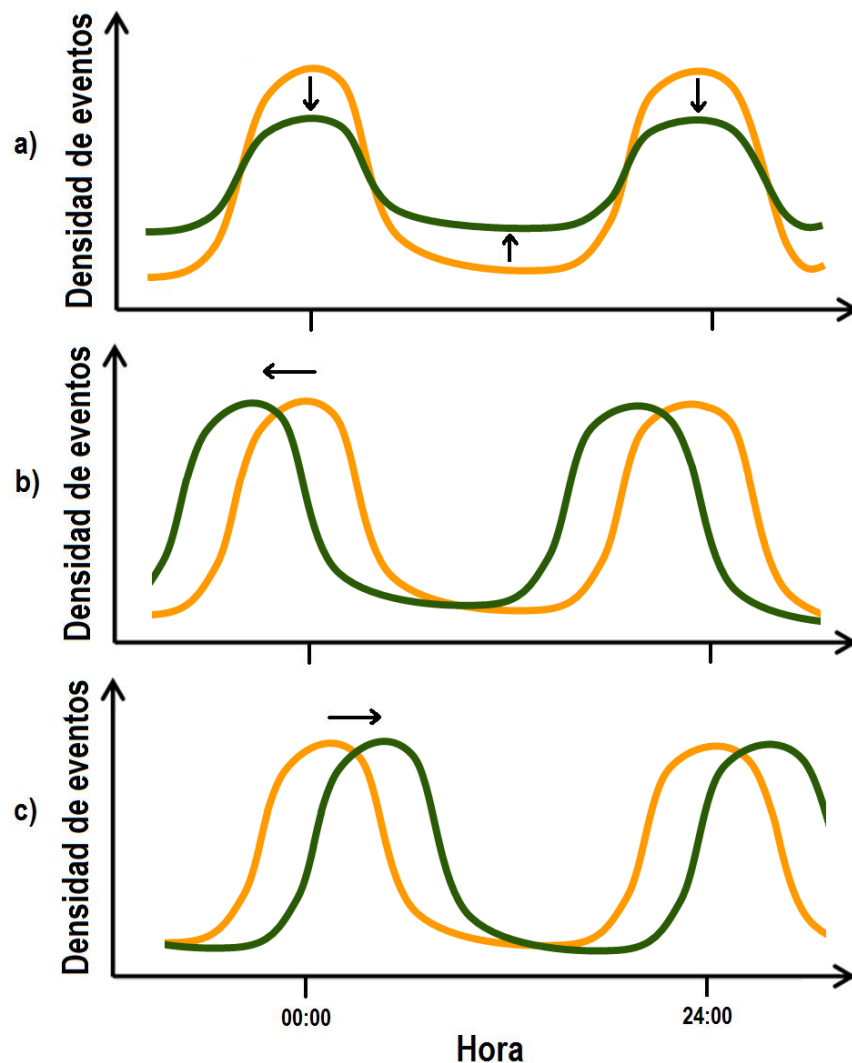 a)
Densidad de eventos
b)
Densidad de eventos
c)
Densidad de eventos
00:00
24:00
Hora